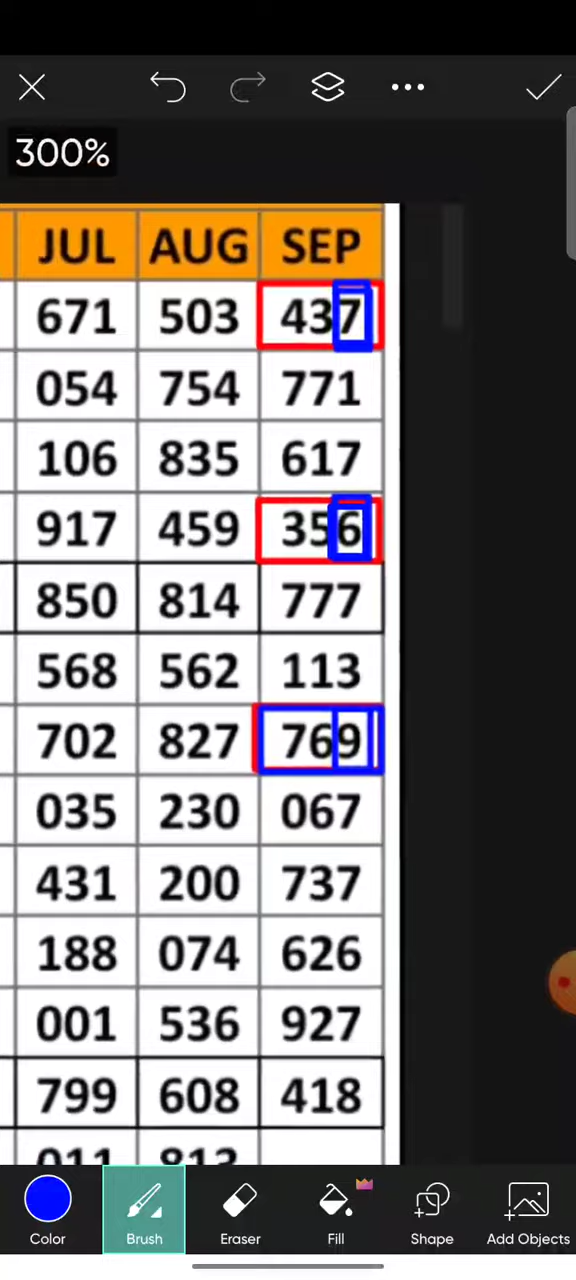 300%
JUL AUG SEP
671 503 437
054 754 771
106 835 617
917 459 356
850 814 777
568 562 113
702 827 769
035 230 067
431 200 737
188 074 626
001 536 927
799 608 418
011 813
Color Brush Eraser Fill Shape Add Objects